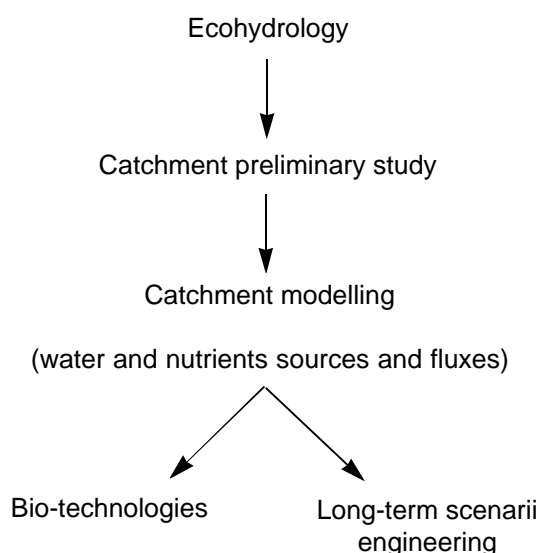 Ecohydrology
Catchment preliminary study
Catchment modelling
(water and nutrients sources and fluxes)
Bio-technologies
Long-term scenarii
engineering